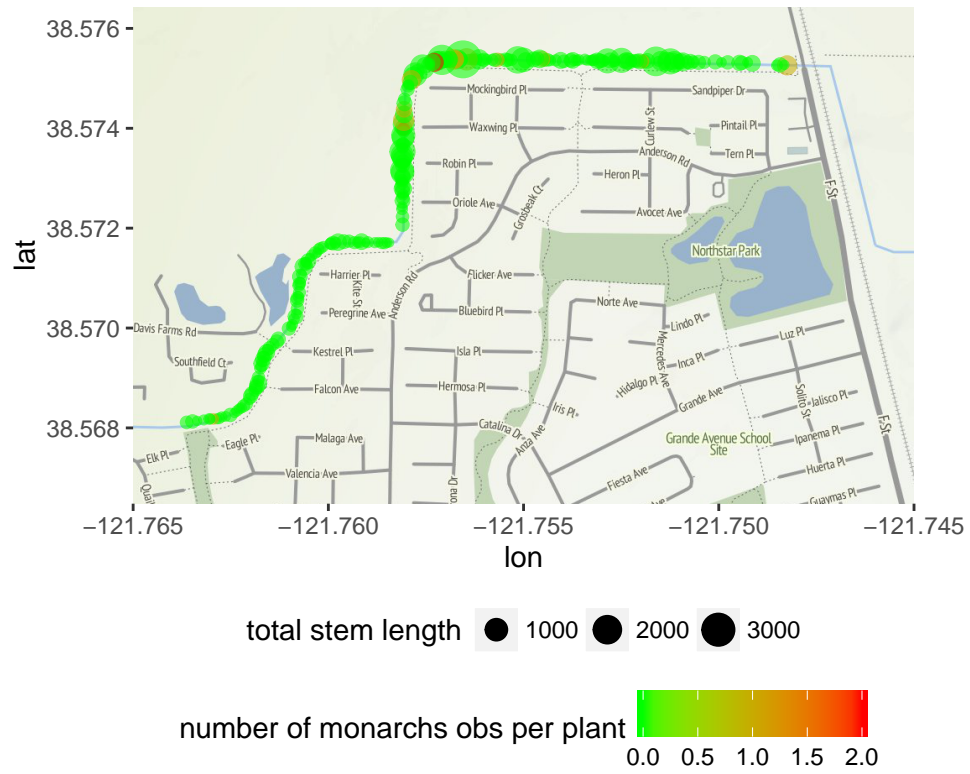 38.576
38.574
38.572
38.570
38.568
lat
Mockingbird Pl
Sandpiper Dr
Waxwing Pl
Curlew St
Pintail Pl
Robin Pl
Anderson Rd
Tern Pl
Heron Pl
F St
Oriole Ave
Grosbeak Ct
Avocet Ave
Northstar Park
Harrier Pl
Kite St
Anderson Rd
Flicker Ave
Peregrine Ave
Bluebird Pl
Norte Ave
Lindo Pl
Luz Pl
Davis Farms Rd
Southfield Ct
Kestrel Pl
Isla Pl
Mercedes Ave
Inca Pl
Falcon Ave
Hermosa Pl
Hidalgo Pl
Grande Ave
Solito St
Jalisco Pl
Iris Pl
F St
Eagle Pl
Malaga Ave
Catalina Dr
Anza Ave
Grande Avenue School
Site
Ipanema Pl
Elk Pl
Valencia Ave
Fiesta Ave
Huerta Pl
Quai
ona Dr
Ave
Guaymas Pl
−121.765 −121.760 −121.755 −121.750 −121.745
lon
total stem length 1000 2000 3000
number of monarchs obs per plant
0.0 0.5 1.0 1.5 2.0